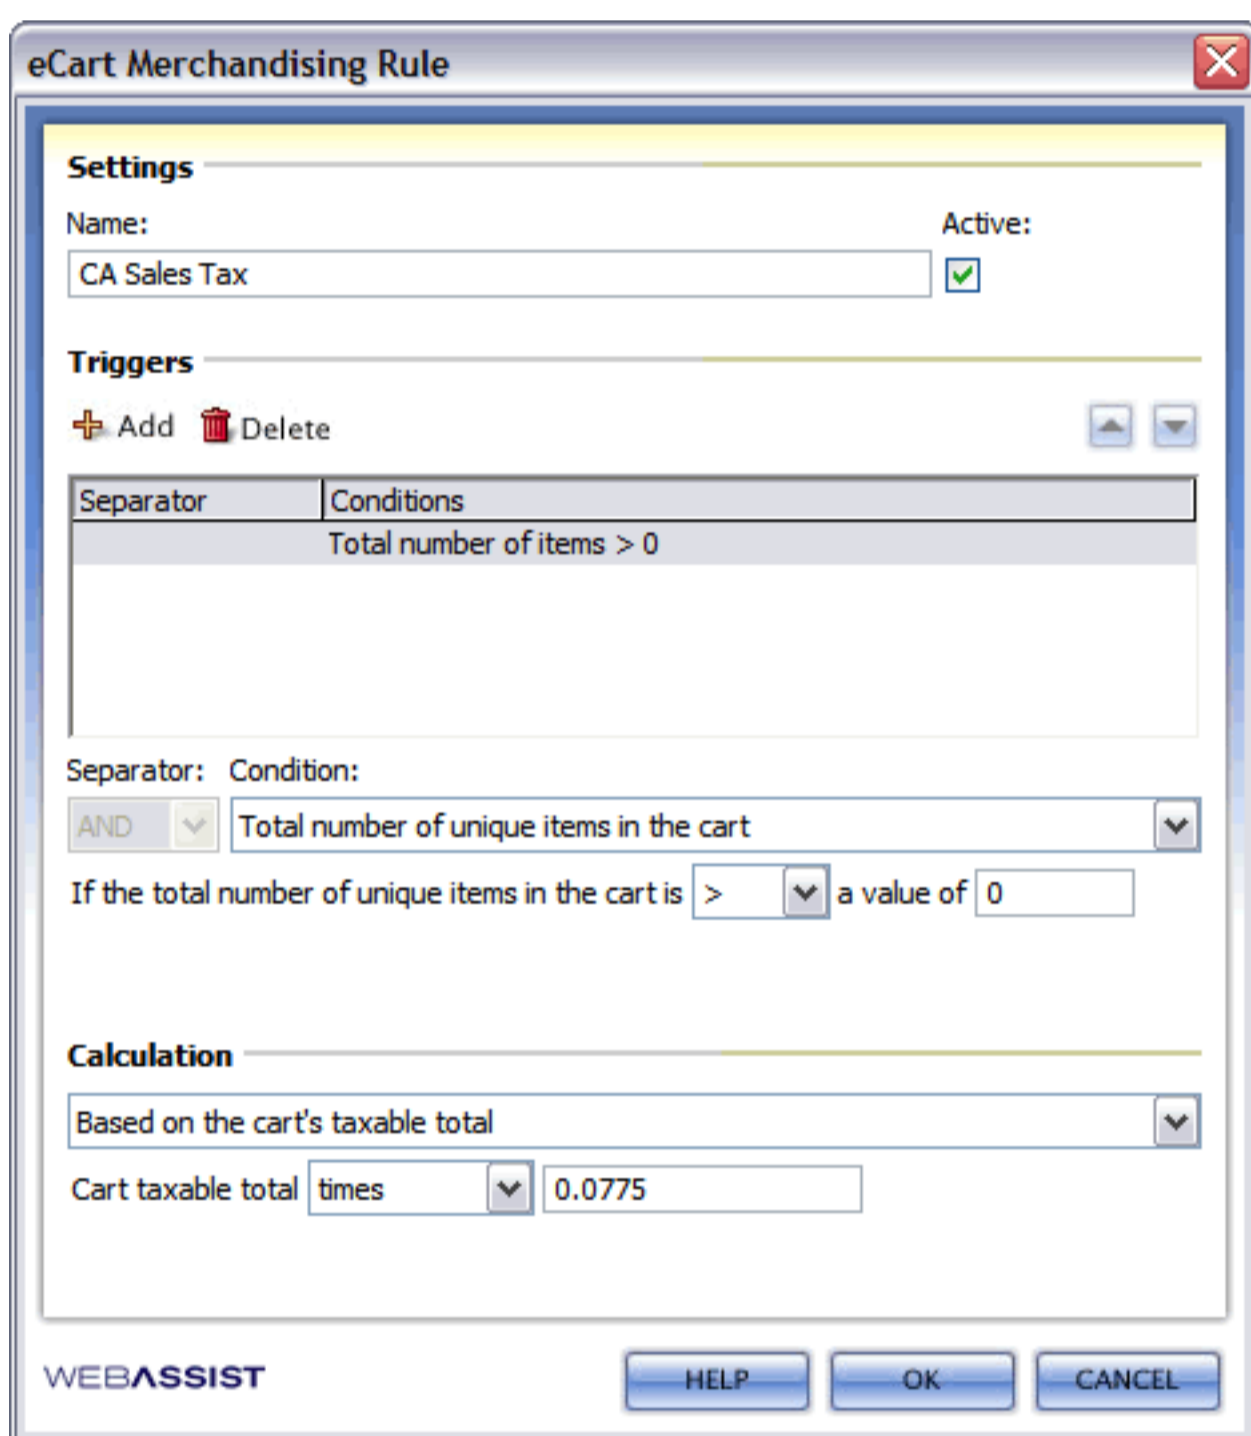 eCart Merchandising Rule
Settings
Name: Active:
CA Sales Tax
Triggers
Add Delete
Separator Conditions
Total number of items > 0
Separator: Condition:
AND Total number of unique items in the cart
If the total number of unique items in the cart is > a value of 0
Calculation
Based on the cart's taxable total
Cart taxable total times 0.0775
WEBASSIST HELP OK CANCEL